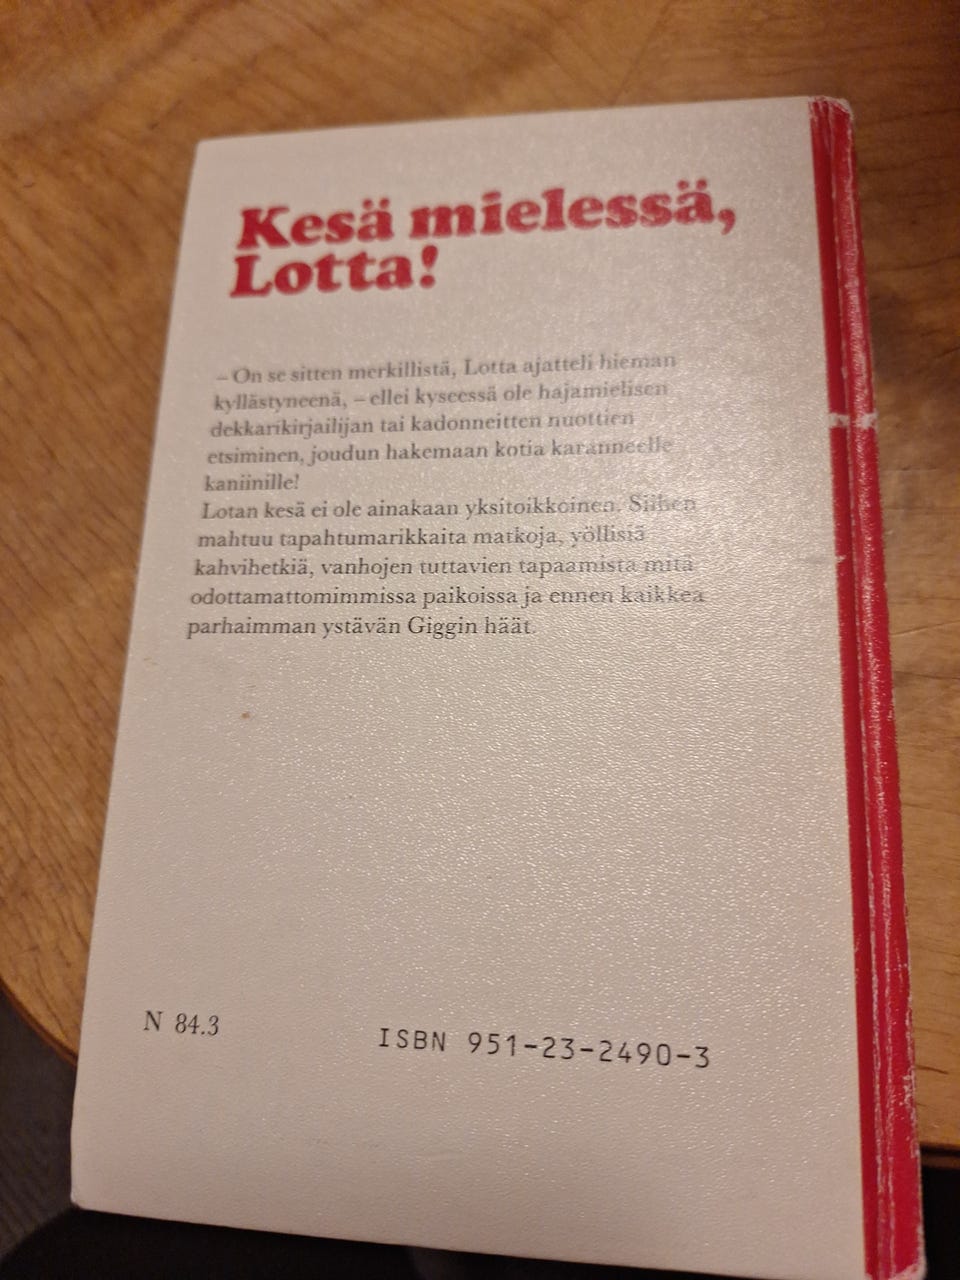 Kesä mielessä,
Lotta!
– On se sitten merkillistä, Lotta ajatteli hieman
kyllästyneenä, – ellei kyseessä ole hajamielisen
dekkarikirjailijan tai kadonneitten nuottien
etsiminen, joudun hakemaan kotia karanneelle
kaniinille!
Lotan kesä ei ole ainakaan yksitoikkoinen. Siihen
mahtuu tapahtumarikkaita matkoja, yöllisiä
kahvihetkiä, vanhojen tuttavien tapaamista mitä
odottamattomimmissa paikoissa ja ennen kaikkea
parhaimman ystävän Giggin häät.
N 84.3
ISBN 951-23-2490-3